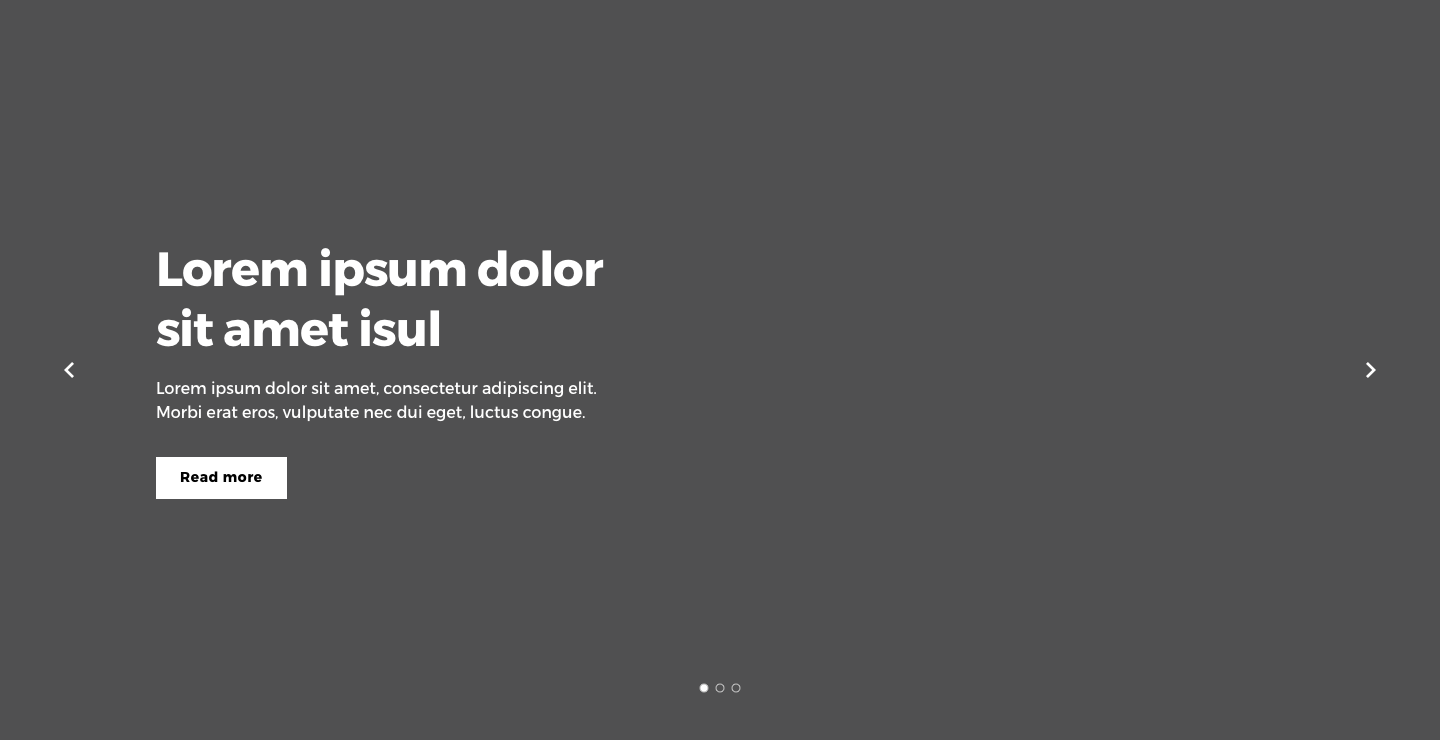 Lorem ipsum dolor
sit amet isul
Lorem ipsum dolor sit amet, consectetur adipiscing elit.
Morbi erat eros, vulputate nec dui eget, luctus congue.
Read more